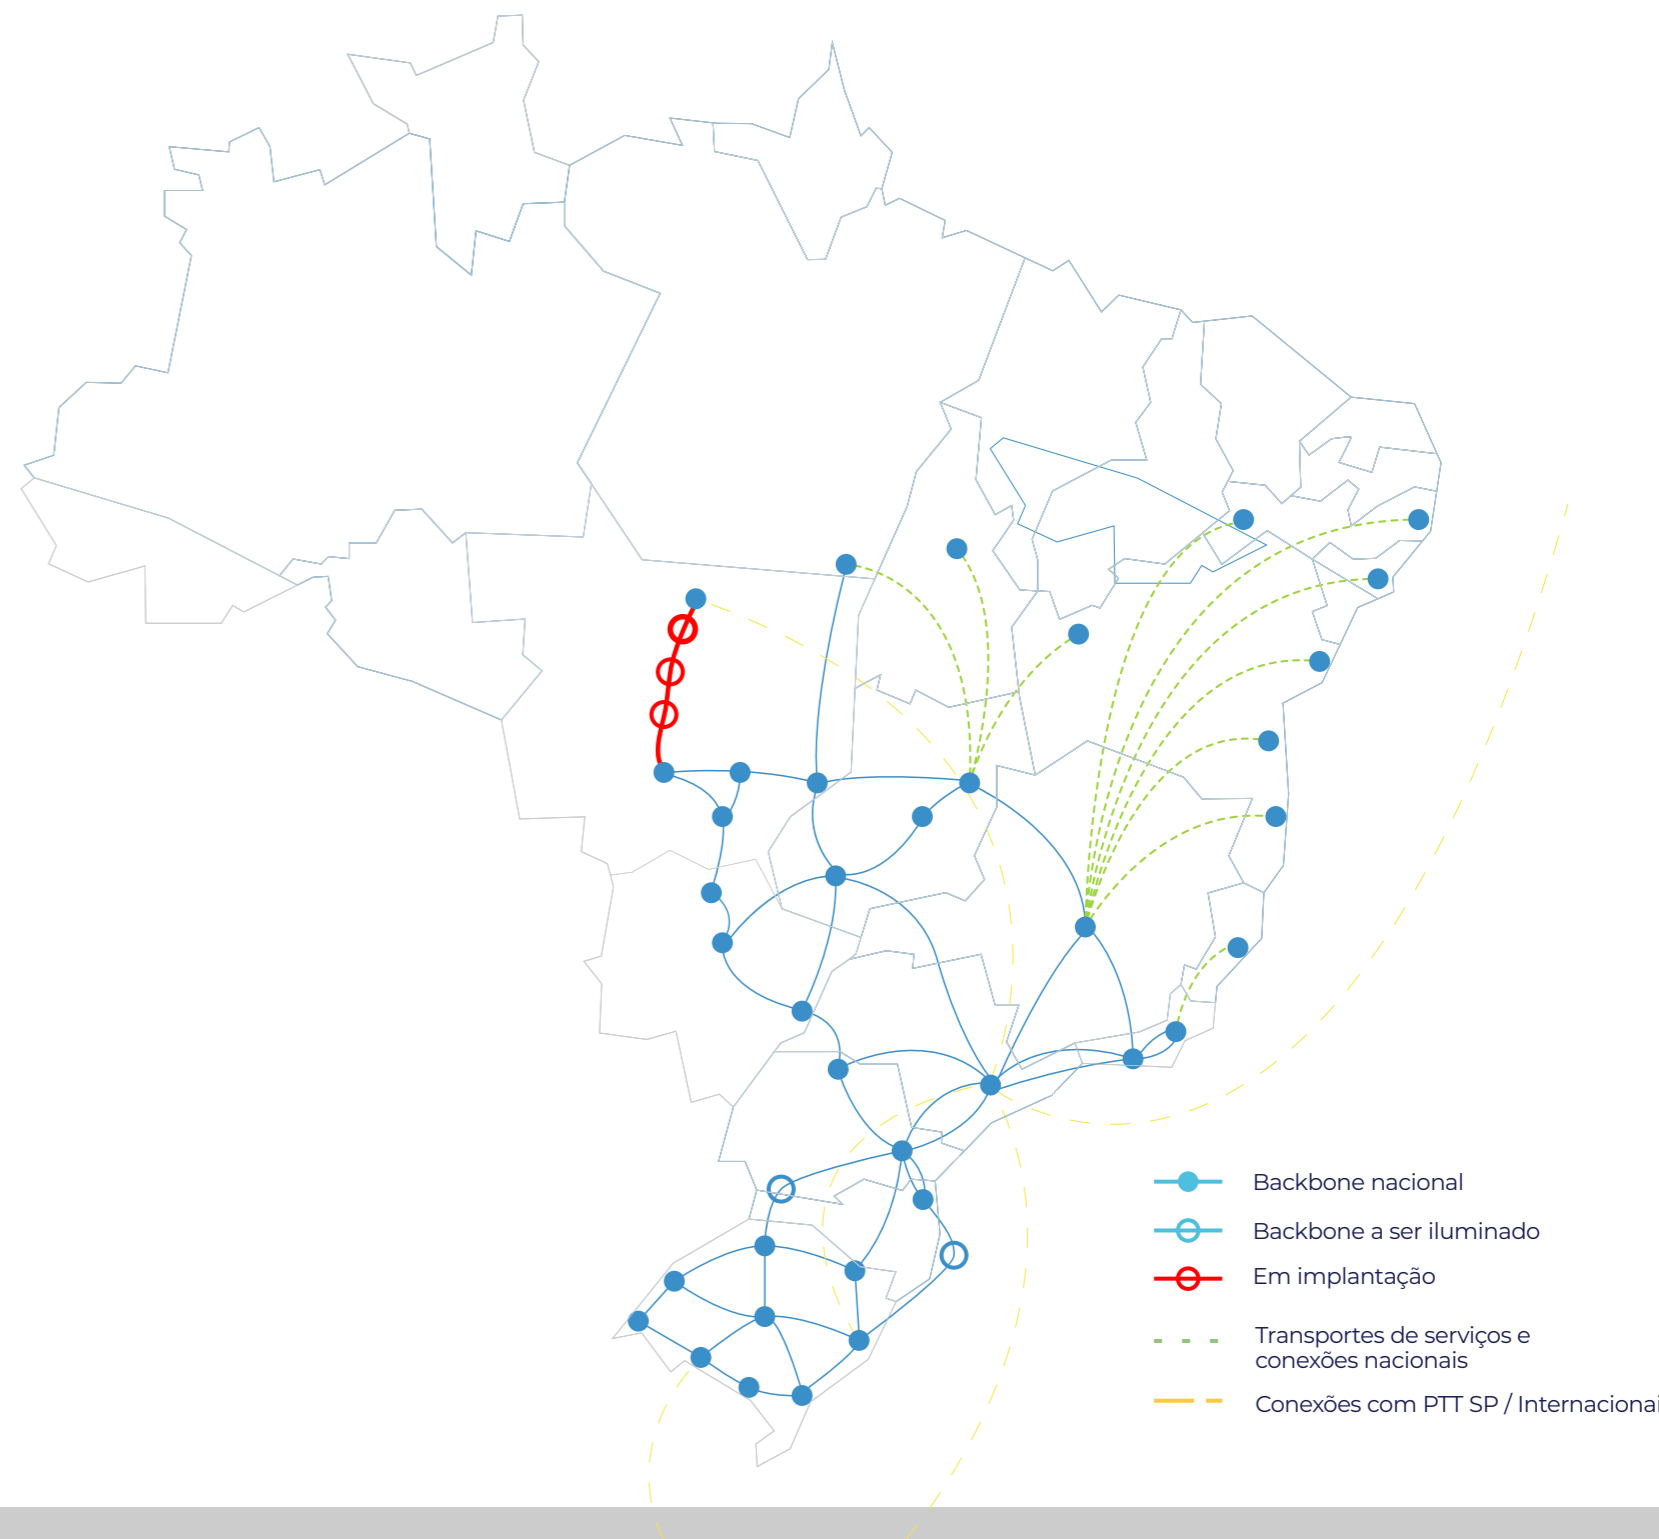 Backbone nacional
Backbone a ser iluminado
Em implantação
Transportes de serviços e
conexões nacionais
Conexões com PTT SP / Internacionai